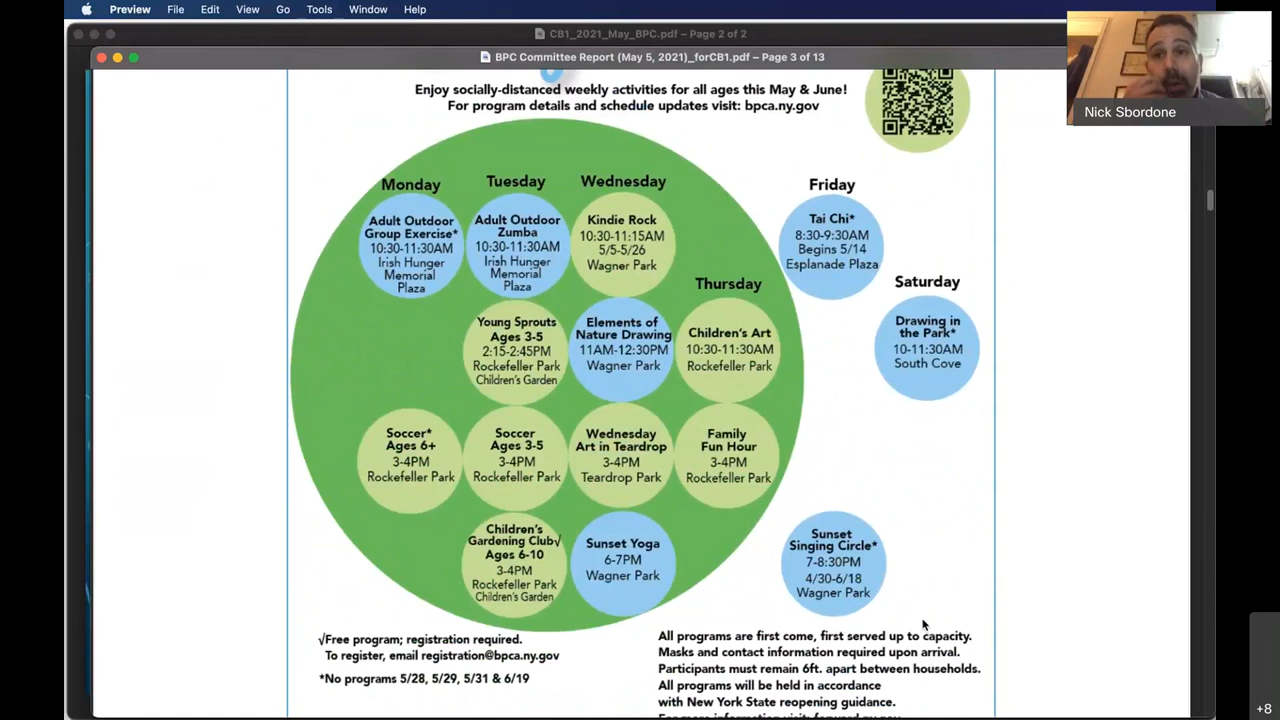 Preview File Edit View Go Tools Window Help
CB1_2021_May_BPC.pdf – Page 2 of 2
BPC Committee Report (May 5, 2021)_forCB1.pdf – Page 3 of 13
Nick Sbordone
Enjoy socially-distanced weekly activities for all ages this May & June!
For program details and schedule updates visit: bpca.ny.gov
Monday
Adult Outdoor
Group Exercise*
10:30-11:30AM
Irish Hunger
Memorial
Plaza
Soccer*
Ages 6+
3-4PM
Rockefeller Park
Tuesday
Adult Outdoor
Zumba
10:30-11:30AM
Irish Hunger
Memorial
Plaza
Young Sprouts
Ages 3-5
2:15-2:45PM
Rockefeller Park
Children's Garden
Soccer
Ages 3-5
3-4PM
Rockefeller Park
Children's
Gardening Club√
Ages 6-10
3-4PM
Rockefeller Park
Children's Garden
Wednesday
Kindie Rock
10:30-11:15AM
5/5-5/26
Wagner Park
Elements of
Nature Drawing
11AM-12:30PM
Wagner Park
Wednesday
Art in Teardrop
3-4PM
Teardrop Park
Sunset Yoga
6-7PM
Wagner Park
Thursday
Children's Art
10:30-11:30AM
Rockefeller Park
Family
Fun Hour
3-4PM
Rockefeller Park
Friday
Tai Chi*
8:30-9:30AM
Begins 5/14
Esplanade Plaza
Sunset
Singing Circle*
7-8:30PM
4/30-6/18
Wagner Park
Saturday
Drawing in
the Park*
10-11:30AM
South Cove
√Free program; registration required.
To register, email registration@bpca.ny.gov
*No programs 5/28, 5/29, 5/31 & 6/19
All programs are first come, first served up to capacity.
Masks and contact information required upon arrival.
Participants must remain 6ft. apart between households.
All programs will be held in accordance
with New York State reopening guidance.
For more information visit: forward.ny.gov
+8